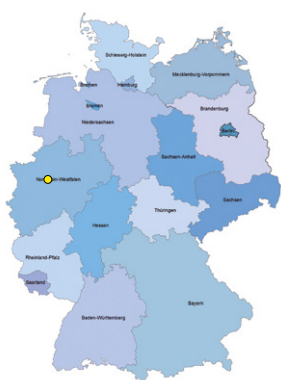 Schleswig-Holstein
Mecklenburg-Vorpommern
Bremen
Hamburg
Bremen
Brandenburg
Niedersachsen
Berlin
Sachsen-Anhalt
Sachsen
Thüringen
Hessen
Rheinland-Pfalz
Saarland
Bayern
Baden-Württemberg